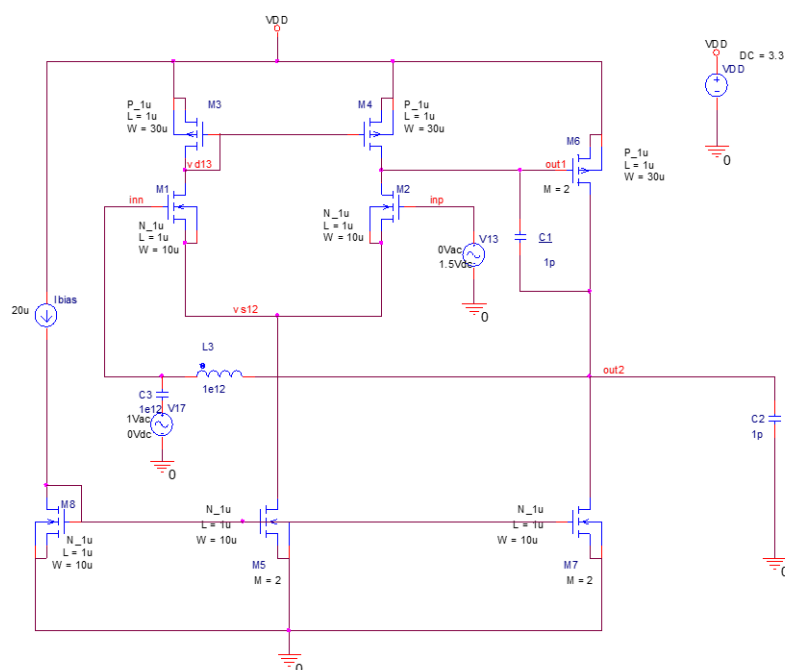 VDD
VDD
DC = 3.3
VDD
0
P_1u
L = 1u
W = 30u
M3
M4
P_1u
L = 1u
W = 30u
M6
P_1u
L = 1u
W = 30u
M = 2
vd13
out1
inn
M1
N_1u
L = 1u
W = 10u
M2
N_1u
L = 1u
W = 10u
inp
V13
0Vac
1.5Vdc
0
C1
1p
Ibias
20u
vs12
L3
1e12
out2
C3
1e12
V17
1Vac
0Vdc
0
C2
1p
0
M8
N_1u
L = 1u
W = 10u
N_1u
L = 1u
W = 10u
M5
M = 2
N_1u
L = 1u
W = 10u
M7
M = 2
0